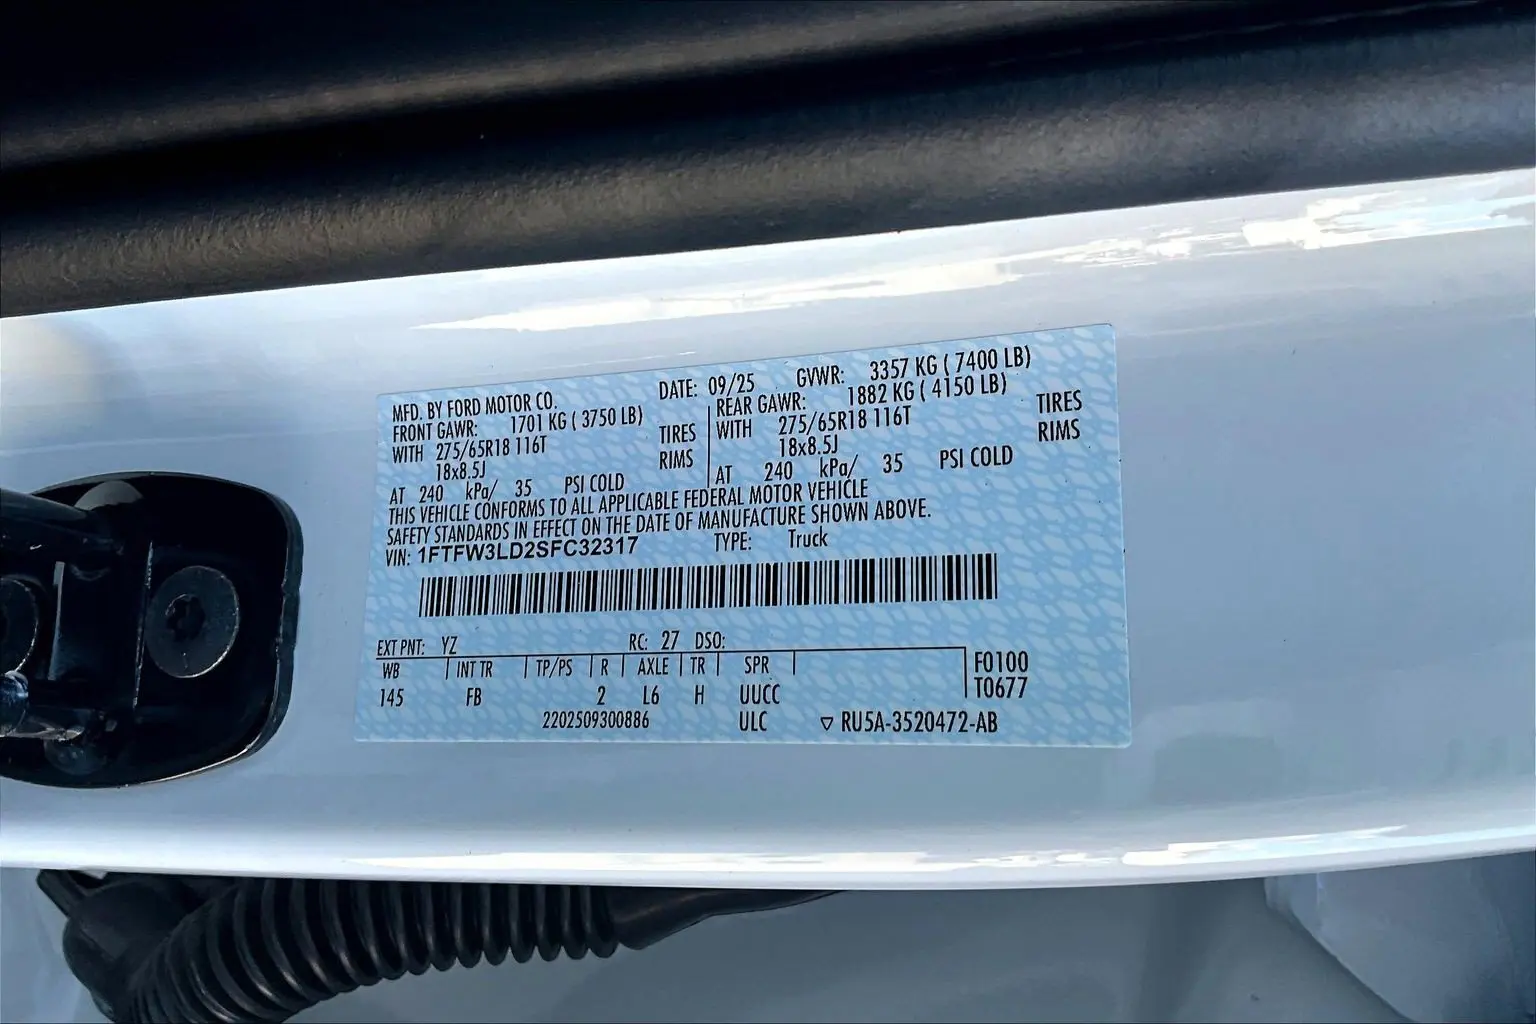 MFD. BY FORD MOTOR CO. DATE: 09/25 GVWR: 3357 KG ( 7400 LB)
FRONT GAWR: 1701 KG ( 3750 LB) REAR GAWR: 1882 KG ( 4150 LB)
WITH 275/65R18 116T TIRES WITH 275/65R18 116T TIRES
18x8.5J RIMS 18x8.5J RIMS
AT 240 kPa/ 35 PSI COLD AT 240 kPa/ 35 PSI COLD
THIS VEHICLE CONFORMS TO ALL APPLICABLE FEDERAL MOTOR VEHICLE
SAFETY STANDARDS IN EFFECT ON THE DATE OF MANUFACTURE SHOWN ABOVE.
VIN: 1FTFW3LD2SFC32317 TYPE: Truck
EXT PNT: YZ RC: 27 DSO:
WB INT TR TP/PS R AXLE TR SPR F0100
145 FB 2 L6 H UUCC T0677
2202509300886 ULC ▽ RU5A-3520472-AB